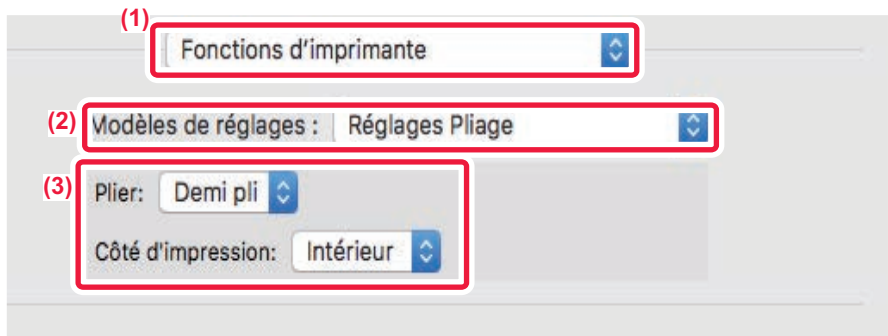 (1)
Fonctions d'imprimante
(2) Modèles de réglages : Réglages Pliage
(3) Plier: Demi pli
Côté d'impression: Intérieur